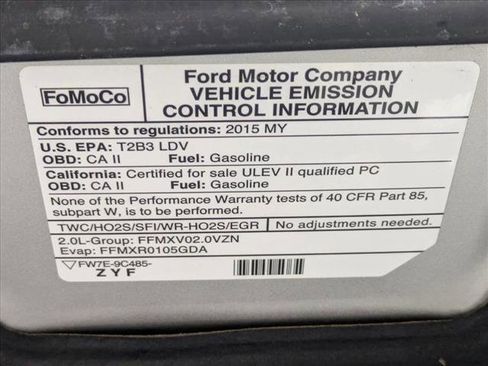 FoMoCo
Ford Motor Company
VEHICLE EMISSION
CONTROL INFORMATION
Conforms to regulations: 2015 MY
U.S. EPA: T2B3 LDV
OBD: CA II Fuel: Gasoline
California: Certified for sale ULEV II qualified PC
OBD: CA II Fuel: Gasoline
None of the Performance Warranty tests of 40 CFR Part 85,
subpart W, is to be performed.
TWC/HO2S/SFI/WR-HO2S/EGR No adjustments needed.
2.0L-Group: FFMXV02.0VZN
Evap: FFMXR0105GDA
FW7E-9C485-
ZYF